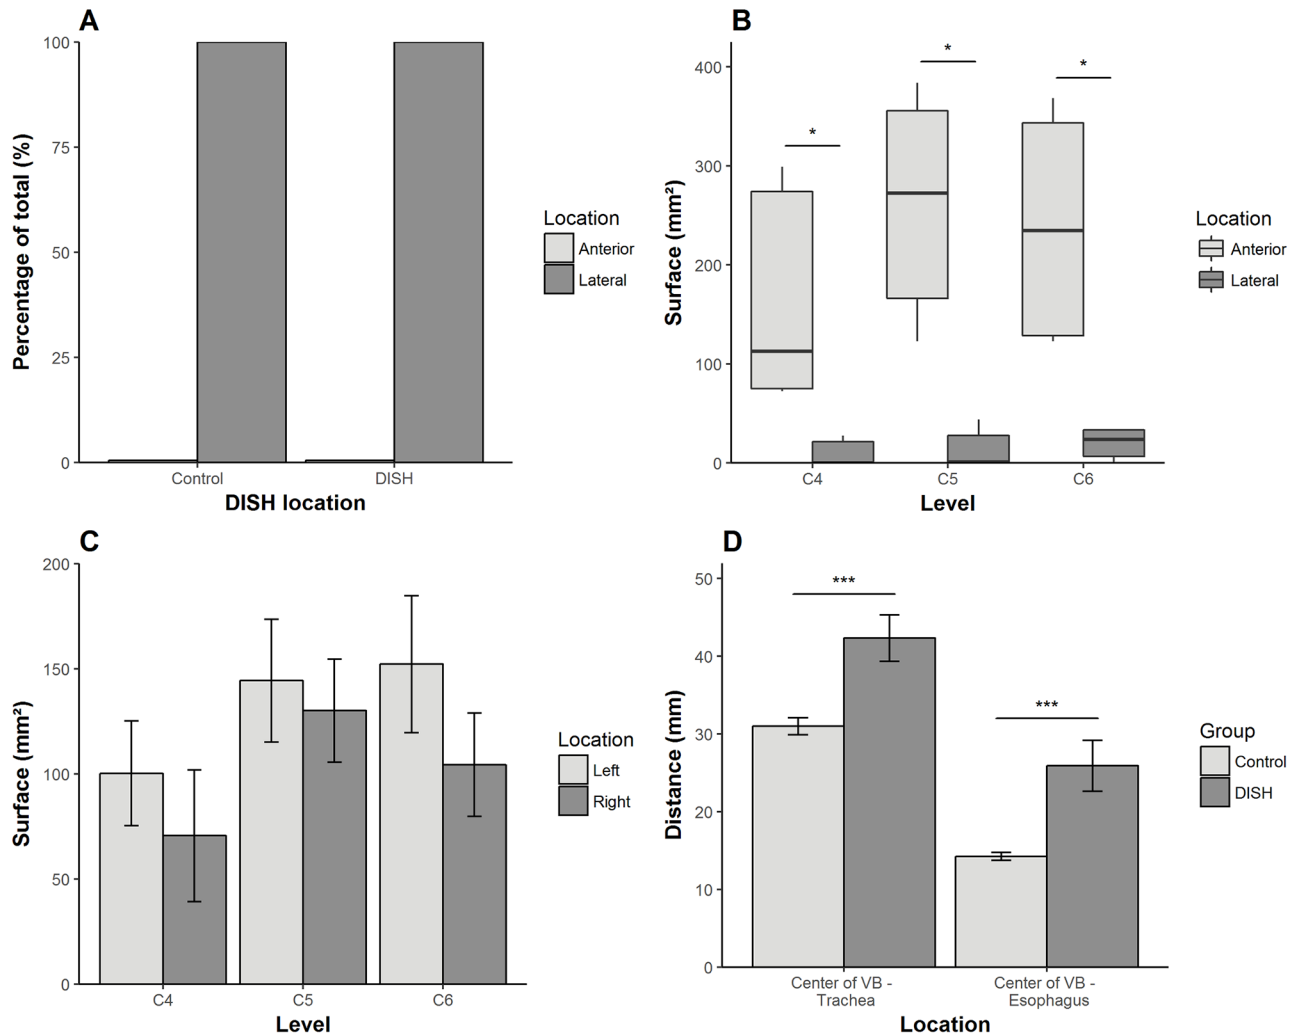 A
Percentage of total (%)
100
75
50
25
0
Control
DISH
DISH location
Location
Anterior
Lateral
B
Surface (mm²)
400
300
200
100
0
*
*
*
C4
C5
C6
Level
Location
Anterior
Lateral
C
Surface (mm²)
200
150
100
50
0
C4
C5
C6
Level
Location
Left
Right
D
Distance (mm)
50
40
30
20
10
0
***
***
Center of VB -
Trachea
Center of VB -
Esophagus
Location
Group
Control
DISH